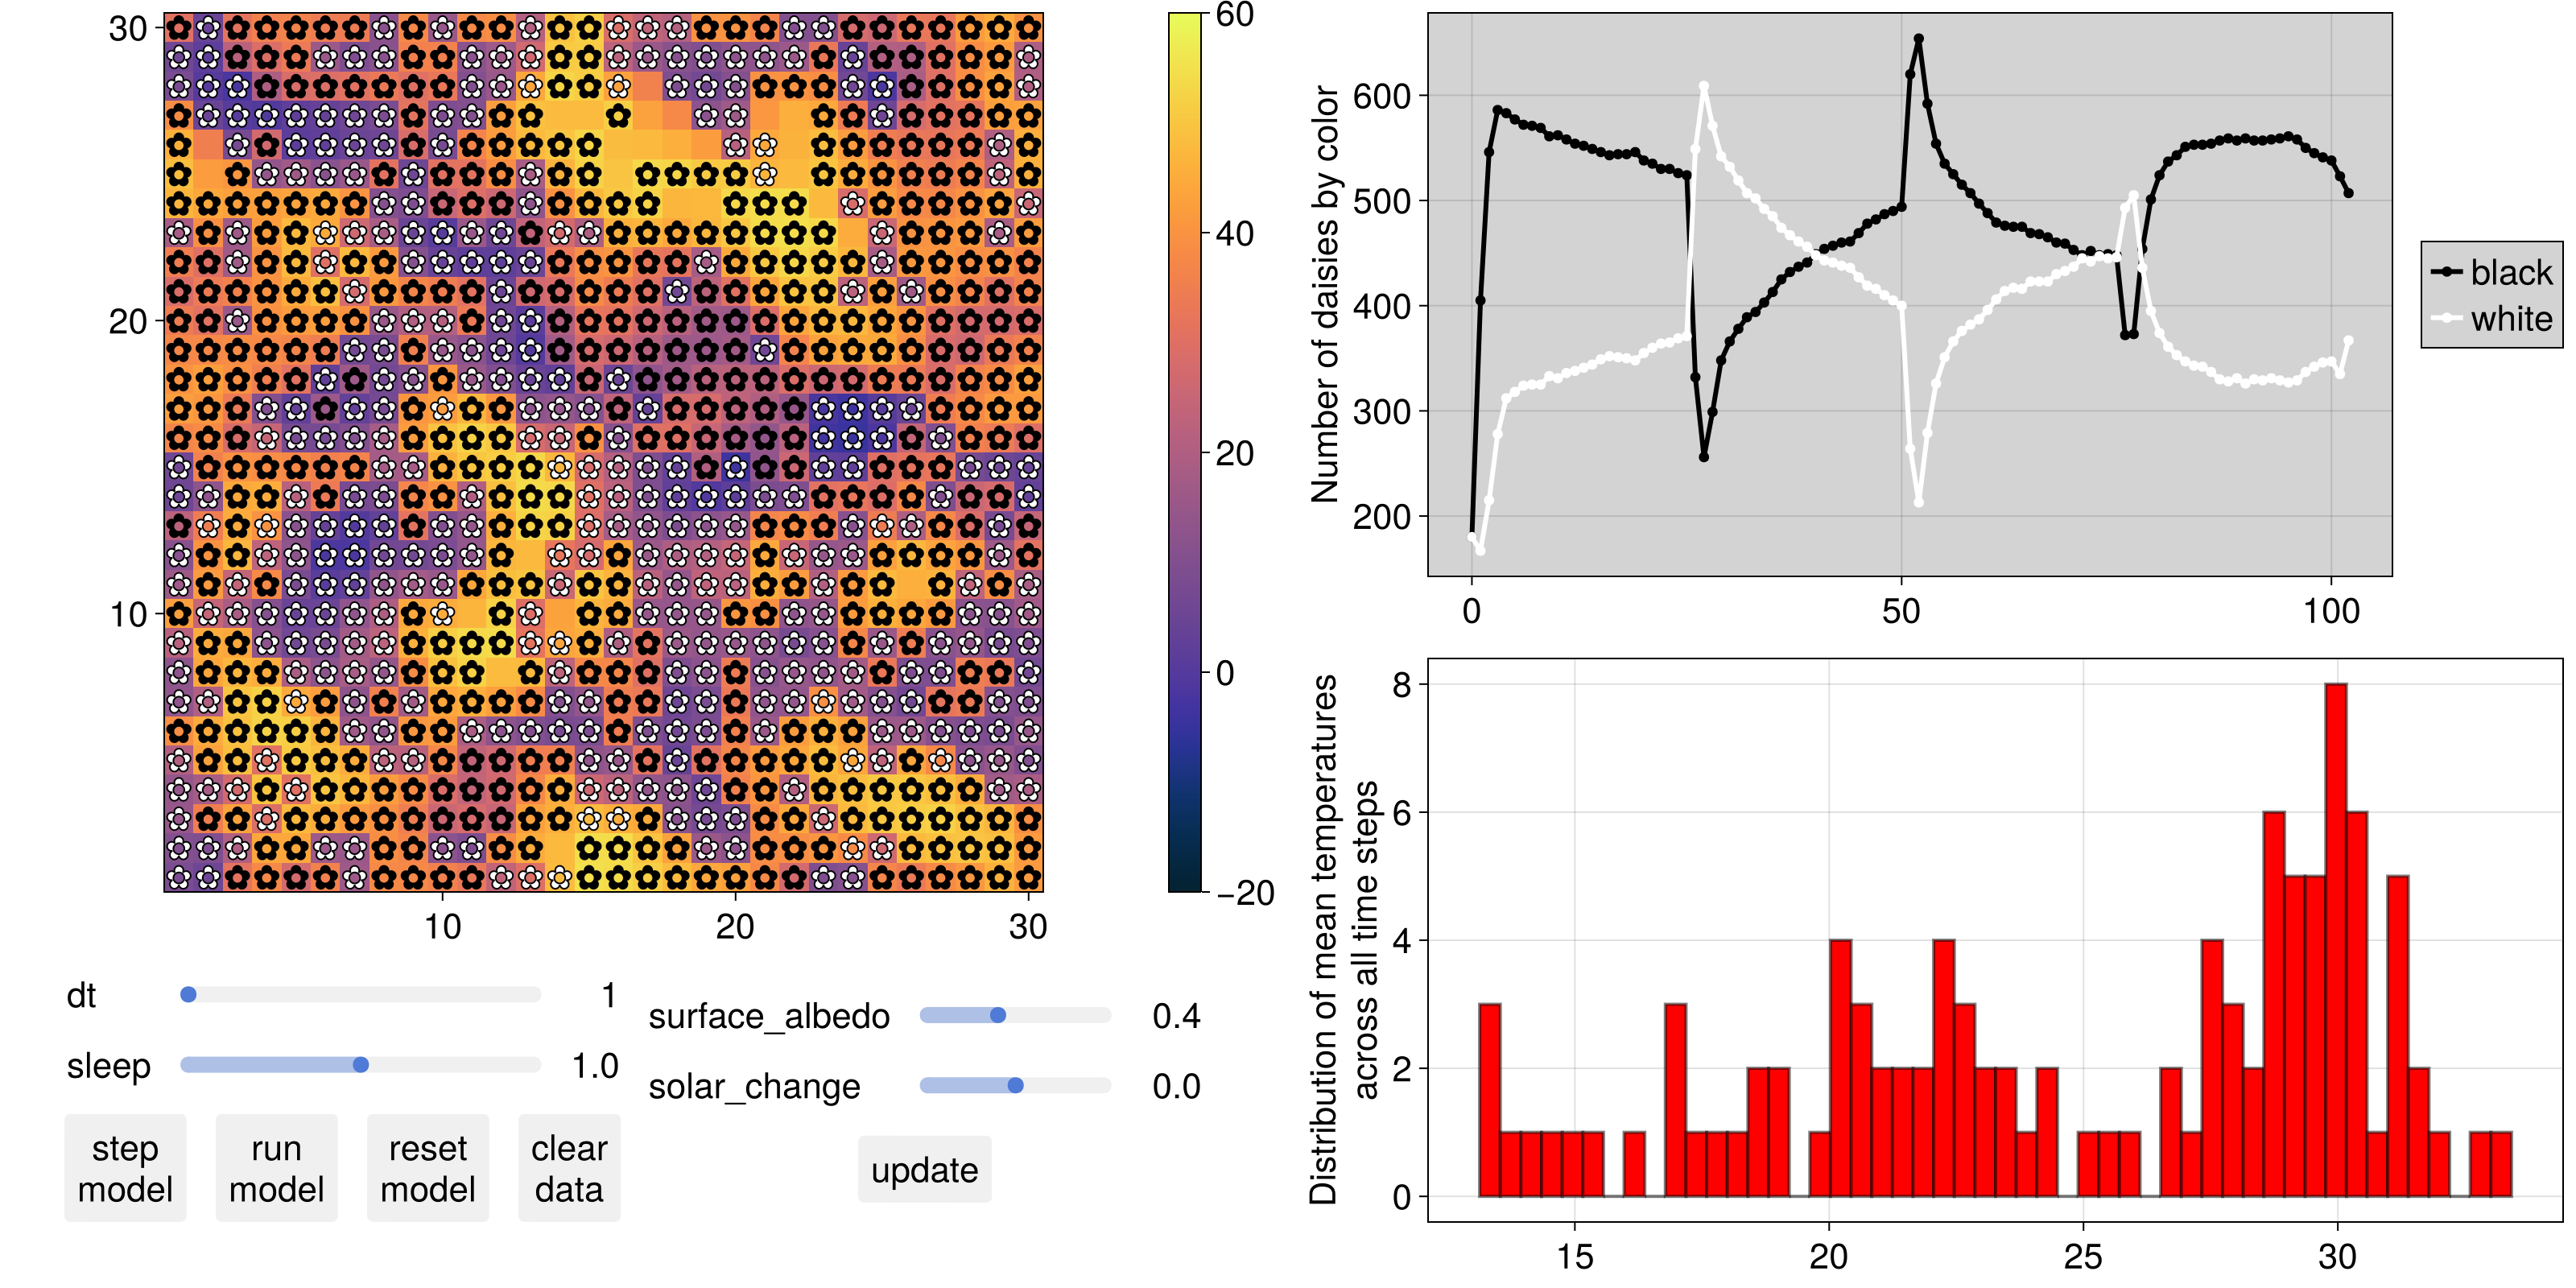 30
20
10
10
20
30
60
40
20
0
−20
dt
1
sleep
1.0
surface_albedo
0.4
solar_change
0.0
step
model
run
model
reset
model
clear
data
update
Number of daisies by color
600
500
400
300
200
0
50
100
black
white
Distribution of mean temperatures
across all time steps
8
6
4
2
0
15
20
25
30